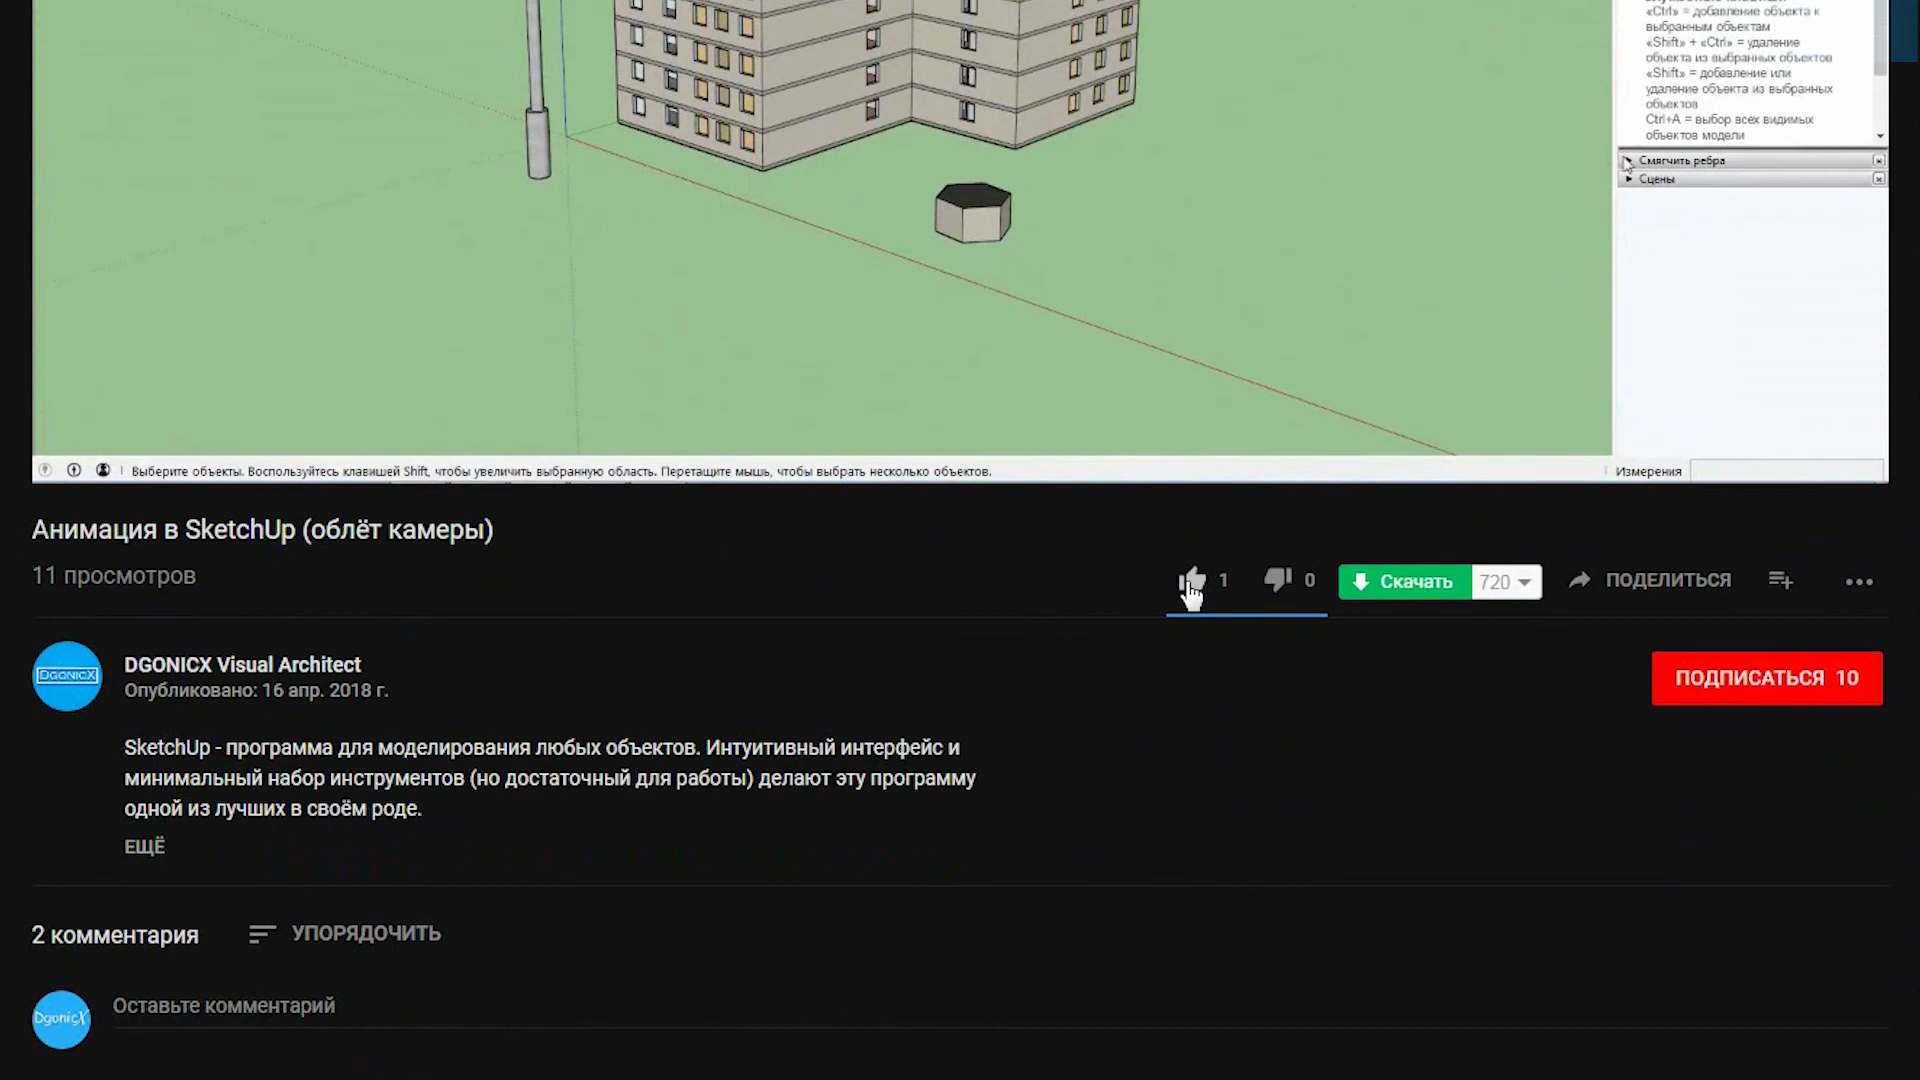 «Ctrl» = добавление объекта к
выбранным объектам
«Shift» + «Ctrl» = удаление
объекта из выбранных объектов
«Shift» = добавление или
удаление объекта из выбранных
объектов
Ctrl+A = выбор всех видимых
объектов модели
Смягчить ребра
Сцены
Выберите объекты. Воспользуйтесь клавишей Shift, чтобы увеличить выбранную область. Перетащите мышь, чтобы выбрать несколько объектов.
Измерения
Анимация в SketchUp (облёт камеры)
11 просмотров
1
0
Скачать
720
ПОДЕЛИТЬСЯ
DGONICX
DGONICX Visual Architect
Опубликовано: 16 апр. 2018 г.
ПОДПИСАТЬСЯ 10
SketchUp - программа для моделирования любых объектов. Интуитивный интерфейс и
минимальный набор инструментов (но достаточный для работы) делают эту программу
одной из лучших в своём роде.
ЕЩЁ
2 комментария
УПОРЯДОЧИТЬ
DgonicX
Оставьте комментарий